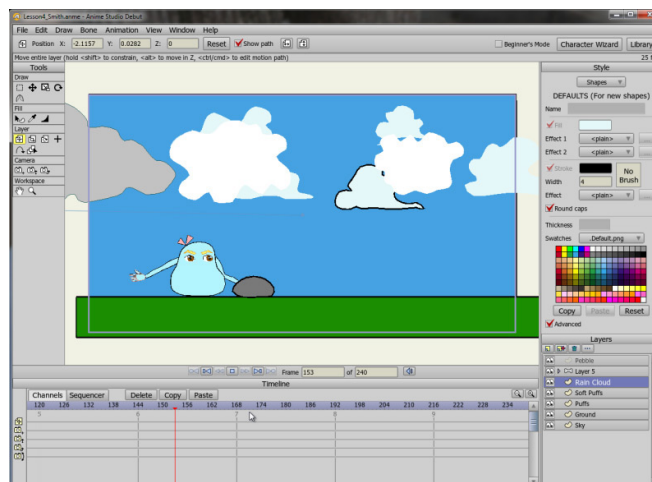 Lesson4_Smith.anme - Anime Studio Debut
File Edit Draw Bone Animation View Window Help
Position X: -2.1157 Y: 0.0282 Z: 0 Reset Show path Beginner's Mode Character Wizard Library
Move entire layer (hold <shift> to constrain, <alt> to move in Z, <ctrl/cmd> to edit motion path) 25
Tools
Draw
Fill
Layer
Camera
Workspace
Style
Shapes
DEFAULTS (For new shapes)
Name
Fill
Effect 1 <plain>
Effect 2 <plain>
Stroke
Width 4
No Brush
Effect <plain>
Round caps
Thickness
Swatches Default.png
Copy Paste Reset
Advanced
Layers
Pebble
Layer 5
Rain Cloud
Soft Puffs
Puffs
Ground
Sky
Frame 153 of 240
Timeline
Channels Sequencer Delete Copy Paste
120 126 132 138 144 150 156 162 168 174 180 186 192 198 204 210 216 222 228 234
5 6 7 8 9